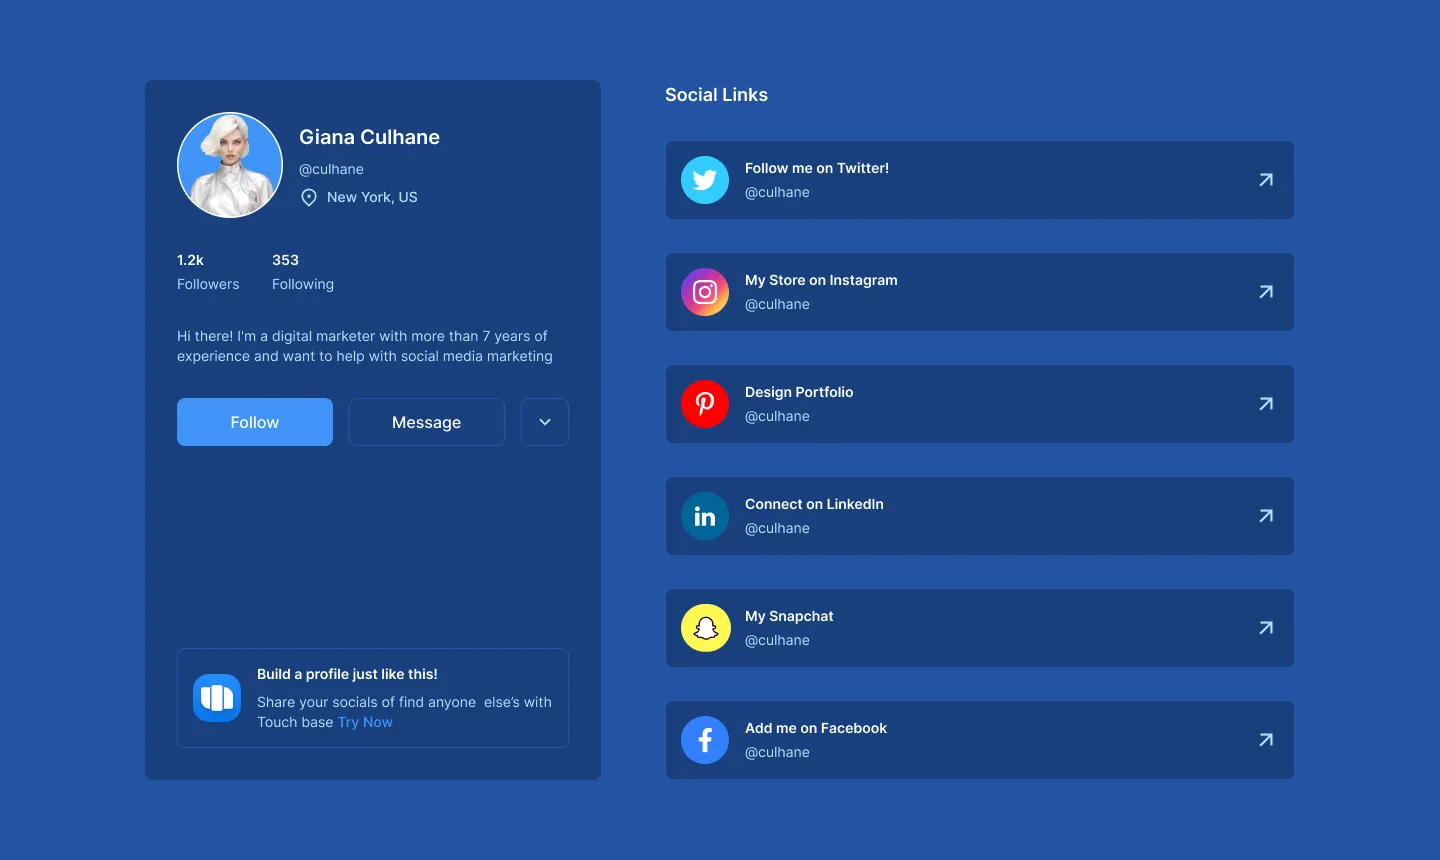 Giana Culhane
@culhane
New York, US
1.2k
Followers
353
Following
Hi there! I'm a digital marketer with more than 7 years of
experience and want to help with social media marketing
Follow
Message
Build a profile just like this!
Share your socials of find anyone else’s with
Touch base Try Now
Social Links
Follow me on Twitter!
@culhane
My Store on Instagram
@culhane
Design Portfolio
@culhane
in
Connect on LinkedIn
@culhane
My Snapchat
@culhane
f
Add me on Facebook
@culhane